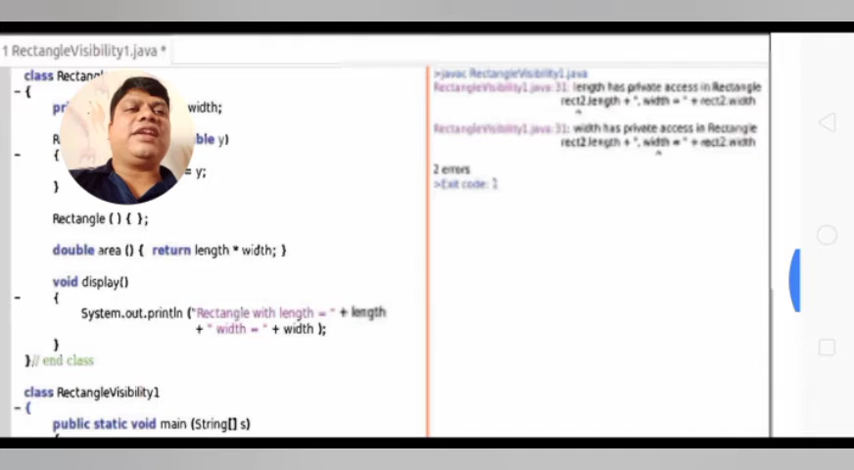 1 RectangleVisibility1.java *
class Rectang
{
pri width;
R ble y)
{
= y;
}
Rectangle ( ) { };
double area () { return length * width; }
void display()
{
System.out.println ("Rectangle with length = " + length
+ " width = " + width );
}
}// end class
class RectangleVisibility1
{
public static void main (String[] s)
{
>javac RectangleVisibility1.java
RectangleVisibility1.java:31: length has private access in Rectangle
rect2.length + ", width = " + rect2.width
^
RectangleVisibility1.java:31: width has private access in Rectangle
rect2.length + ", width = " + rect2.width
^
2 errors
>Exit code: 1